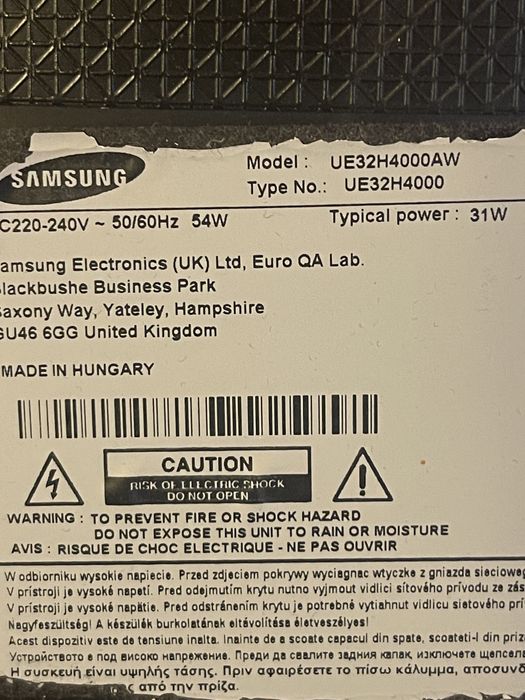 SAMSUNG
Model : UE32H4000AW
Type No.: UE32H4000
C220-240V ~ 50/60Hz 54W Typical power : 31W
amsung Electronics (UK) Ltd, Euro QA Lab.
lackbushe Business Park
axony Way, Yateley, Hampshire
GU46 6GG United Kingdom
MADE IN HUNGARY
CAUTION
RISK OF ELECTRIC SHOCK
DO NOT OPEN
WARNING : TO PREVENT FIRE OR SHOCK HAZARD
DO NOT EXPOSE THIS UNIT TO RAIN OR MOISTURE
AVIS : RISQUE DE CHOC ELECTRIQUE - NE PAS OUVRIR
W odbiorniku wysokie napiecie. Przed zdjeciem pokrywy wyciagnac wtyczke z gniazda siecioweg
V prístroji je vysoké napetí. Pred odejmutím krytu nutno vyjmout vidlici síťového prívodu ze zás
V prístroji je vysoké napätie. Pred odstránením krytu je potrebné vytiahnut vidlicu sietového prí
Nagyfeszültség! A készülék burkolatának eltávolítása életveszélyes!
Acest dispozitiv este de tensiune inalta. Inainte de a scoate capacul din spate, scoateti-l din priz
Устройството е под високо напрежение. Преди да свалите задния капак, изключете щепсела
Η συσκευή είναι υψηλής τάσης. Πριν αφαιρέσετε το πίσω κάλυμμα, αποσυνδ
ς από την πρίζα.